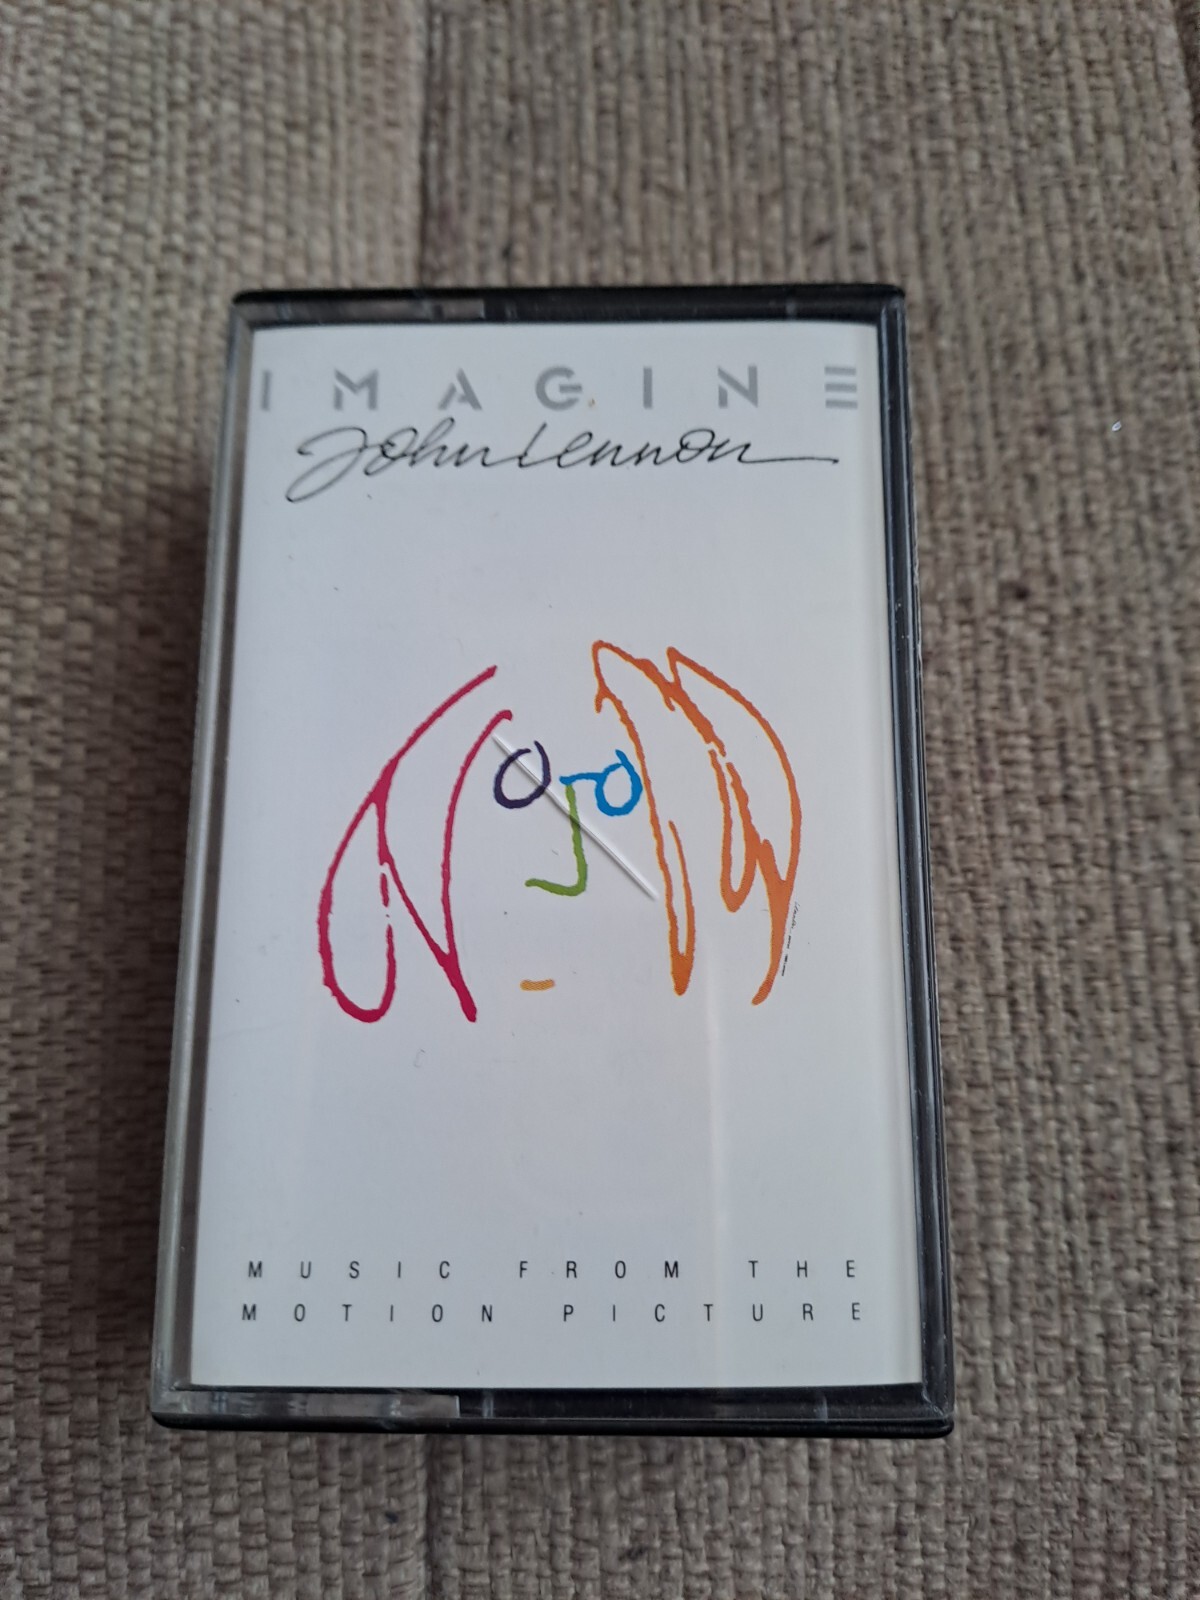 IMAGINE
John Lennon
MUSIC FROM THE
MOTION PICTURE